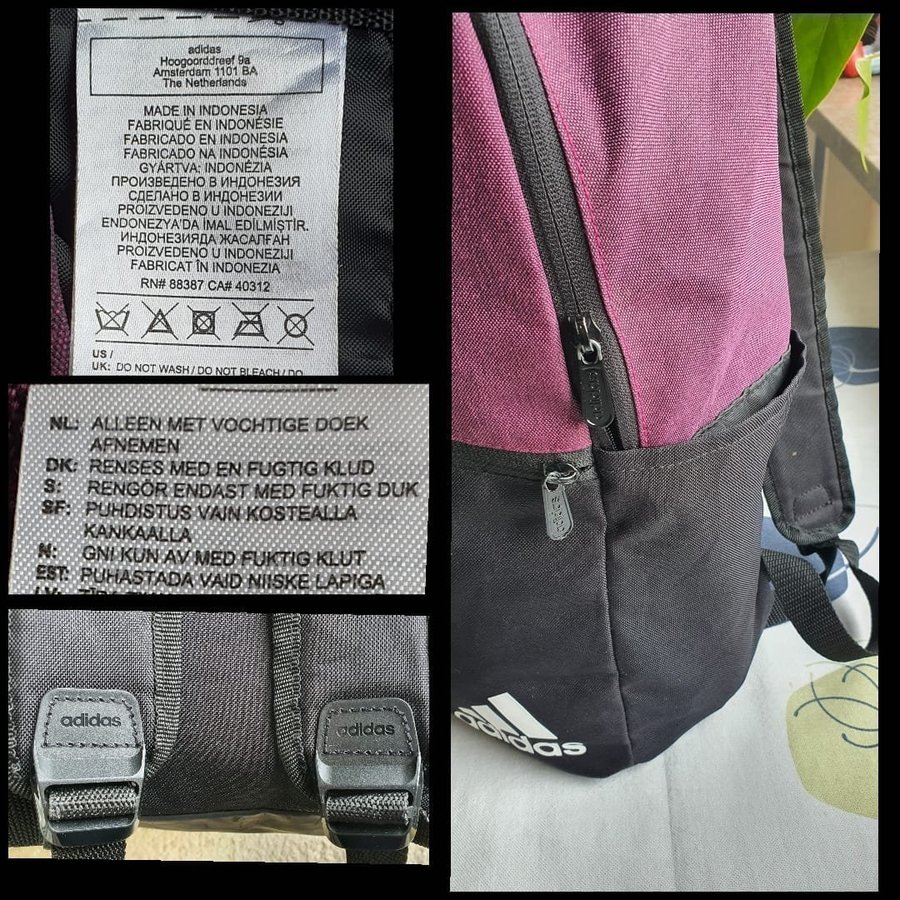 adidas
Hoogoorddreef 9a
Amsterdam 1101 BA
The Netherlands
MADE IN INDONESIA
FABRIQUÉ EN INDONÉSIE
FABRICADO EN INDONESIA
FABRICADO NA INDONÉSIA
GYÁRTVA: INDONÉZIA
ПРОИЗВЕДЕНО В ИНДОНЕЗИЯ
СДЕЛАНО В ИНДОНЕЗИИ
PROIZVEDENO U INDONEZIJI
ENDONEZYA'DA İMAL EDİLMİŞTİR.
ИНДОНЕЗИЯДА ЖАСАЛҒАН
PROIZVEDENO U INDONEZIJI
FABRICAT ÎN INDONEZIA
RN# 88387 CA# 40312
US /
UK: DO NOT WASH / DO NOT BLEACH / DO
NL: ALLEEN MET VOCHTIGE DOEK
AFNEMEN
DK: RENSES MED EN FUGTIG KLUD
S: RENGÖR ENDAST MED FUKTIG DUK
SF: PUHDISTUS VAIN KOSTEALLA
KANKAALLA
N: GNI KUN AV MED FUKTIG KLUT
EST: PUHASTADA VAID NIISKE LAPIGA
adidas
adidas
adidas
adidas
adidas